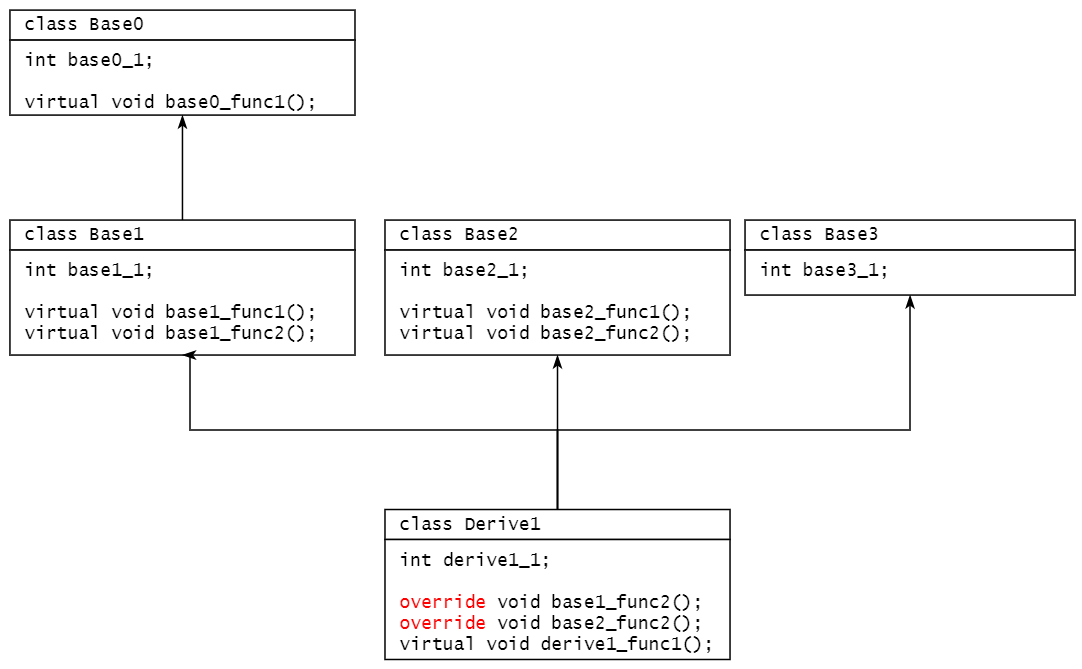 class Base0
int base0_1;
virtual void base0_func1();
class Base1
int base1_1;
virtual void base1_func1();
virtual void base1_func2();
class Base2
int base2_1;
virtual void base2_func1();
virtual void base2_func2();
class Base3
int base3_1;
class Derive1
int derive1_1;
override void base1_func2();
override void base2_func2();
virtual void derive1_func1();